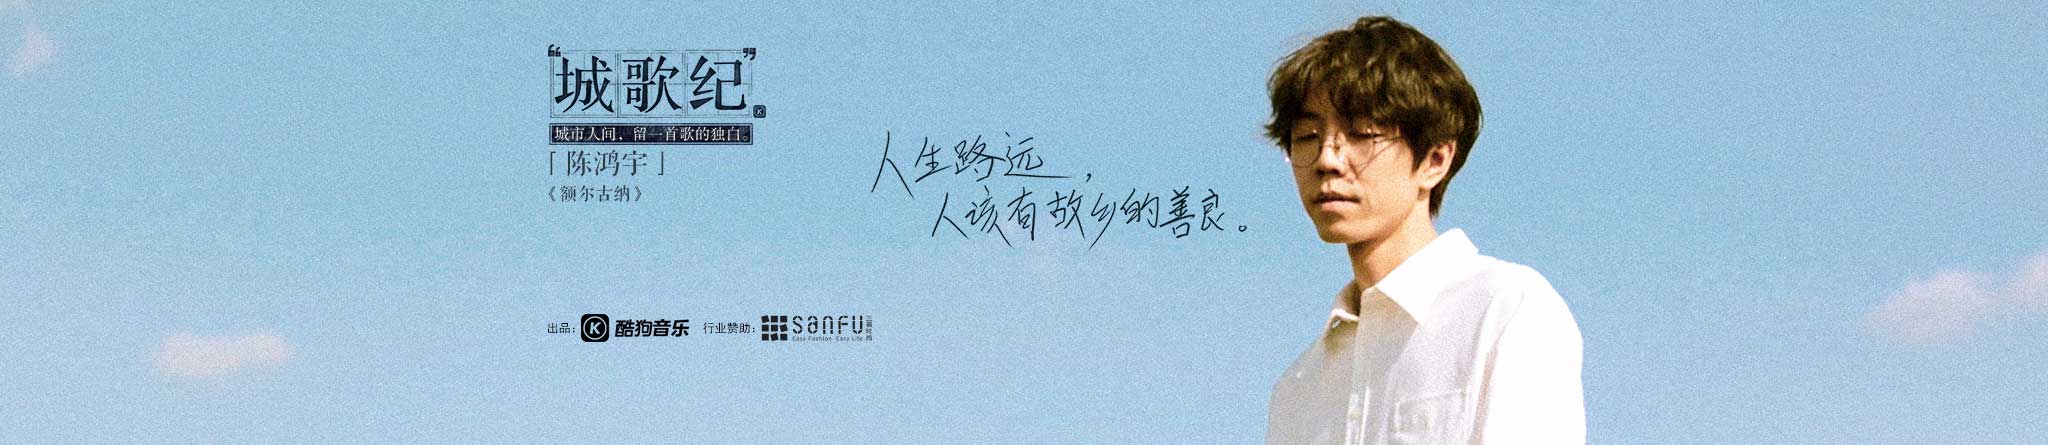 “城歌纪”
城市人间，留一首歌的独白。
「陈鸿宇」
《额尔古纳》
人生路远，
人该有故乡的善良。
出品： K 酷狗音乐 行业赞助： SANFU 三福时尚
Easy Fashion Easy Life